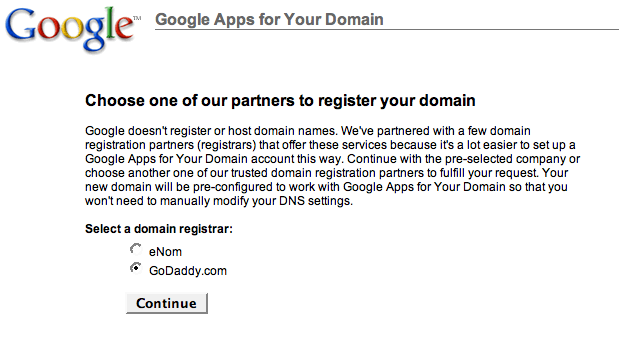 Google™ Google Apps for Your Domain
Choose one of our partners to register your domain
Google doesn't register or host domain names. We've partnered with a few domain
registration partners (registrars) that offer these services because it's a lot easier to set up a
Google Apps for Your Domain account this way. Continue with the pre-selected company or
choose another one of our trusted domain registration partners to fulfill your request. Your
new domain will be pre-configured to work with Google Apps for Your Domain so that you
won't need to manually modify your DNS settings.
Select a domain registrar:
eNom
GoDaddy.com
Continue